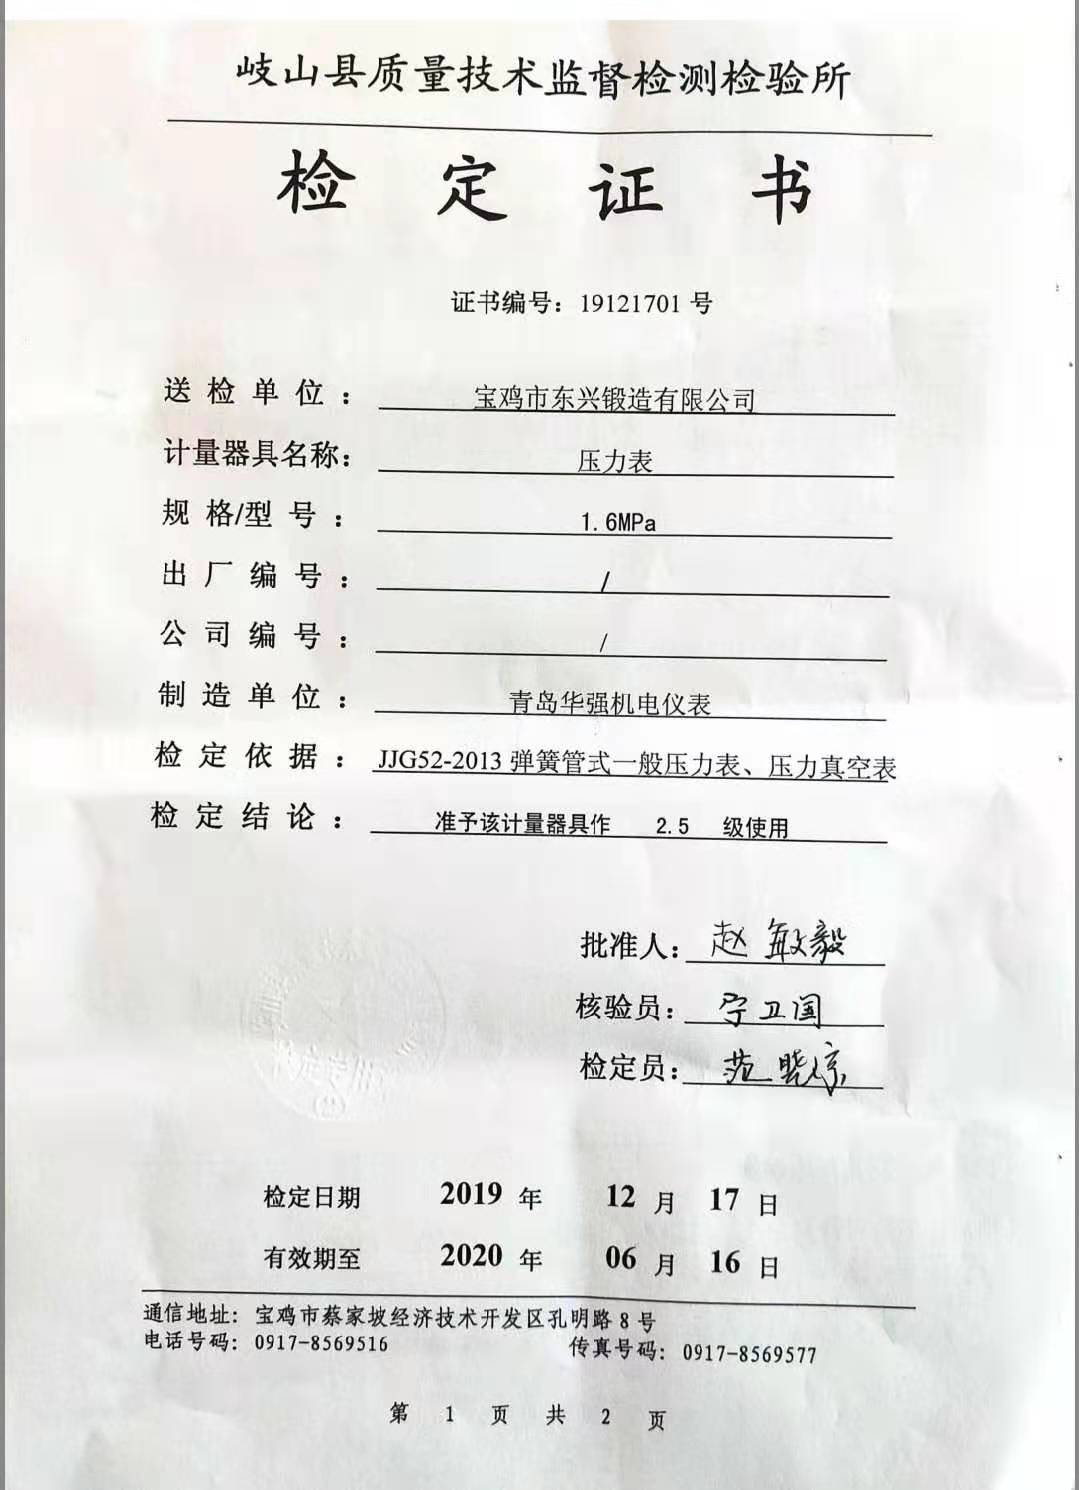 岐山县质量技术监督检测检验所
检定证书
证书编号：19121701 号
送检单位：宝鸡市东兴锻造有限公司
计量器具名称：压力表
规格/型号：1.6MPa
出厂编号：/
公司编号：/
制造单位：青岛华强机电仪表
检定依据：JJG52-2013 弹簧管式一般压力表、压力真空表
检定结论：准予该计量器具作 2.5 级使用
批准人：赵敏毅
核验员：宁卫国
检定员：范晓
检定日期 2019 年 12 月 17 日
有效期至 2020 年 06 月 16 日
通信地址：宝鸡市蔡家坡经济技术开发区孔明路 8 号
电话号码：0917-8569516 传真号码：0917-8569577
第 1 页 共 2 页